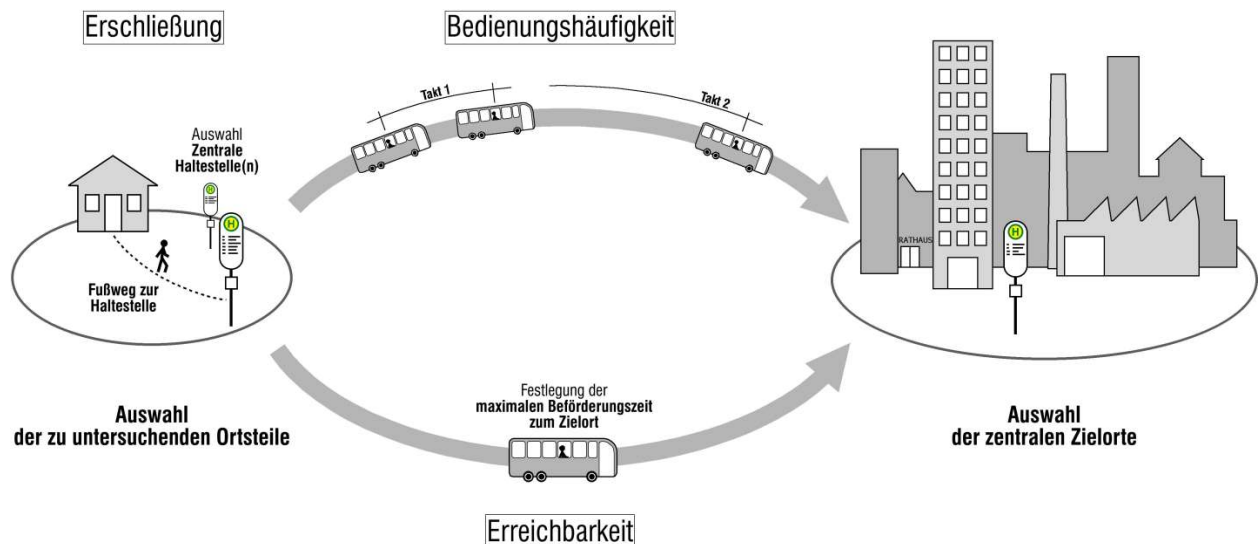 Erschließung
Bedienungshäufigkeit
Takt 1
Takt 2
Auswahl
Zentrale
Haltestelle(n)
H
H
Fußweg zur
Haltestelle
RATHAUS
H
Festlegung der
maximalen Beförderungszeit
zum Zielort
Auswahl
der zu untersuchenden Ortsteile
Auswahl
der zentralen Zielorte
Erreichbarkeit